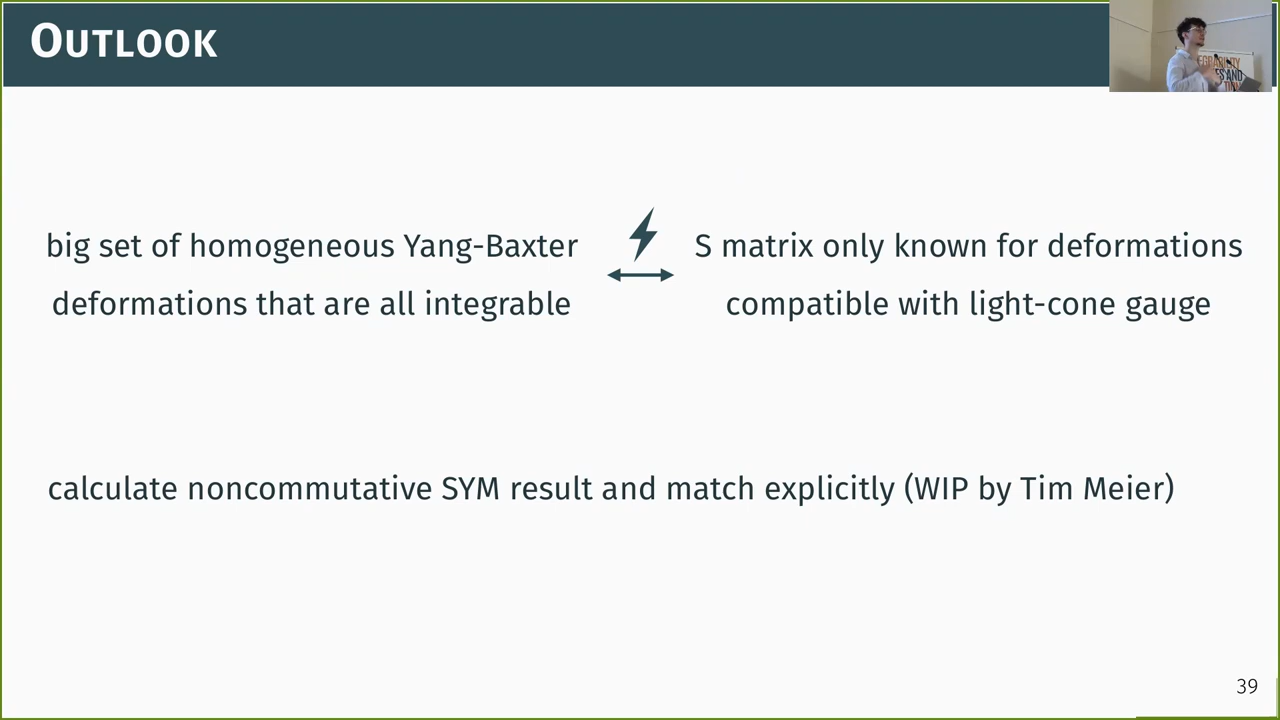 OUTLOOK
big set of homogeneous Yang-Baxter
deformations that are all integrable
S matrix only known for deformations
compatible with light-cone gauge
calculate noncommutative SYM result and match explicitly (WIP by Tim Meier)
39